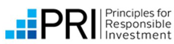 PRI Principles for
Responsible
Investment